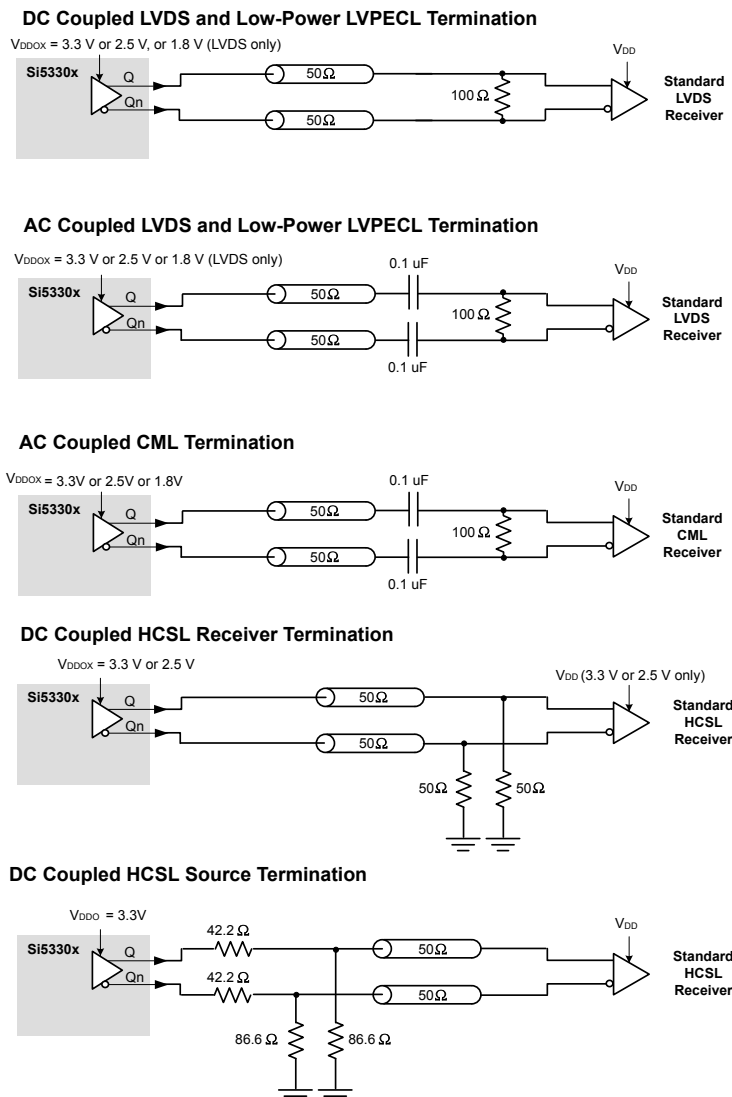 DC Coupled LVDS and Low-Power LVPECL Termination
VDDOX = 3.3 V or 2.5 V, or 1.8 V (LVDS only)
Si5330x
Q
Qn
50Ω
50Ω
100 Ω
VDD
Standard
LVDS
Receiver
AC Coupled LVDS and Low-Power LVPECL Termination
VDDOX = 3.3 V or 2.5 V or 1.8 V (LVDS only)
Si5330x
Q
Qn
50Ω
50Ω
0.1 uF
0.1 uF
100 Ω
VDD
Standard
LVDS
Receiver
AC Coupled CML Termination
VDDOX = 3.3V or 2.5V or 1.8V
Si5330x
Q
Qn
50Ω
50Ω
0.1 uF
0.1 uF
100 Ω
VDD
Standard
CML
Receiver
DC Coupled HCSL Receiver Termination
VDDOX = 3.3 V or 2.5 V
Si5330x
Q
Qn
50Ω
50Ω
50Ω
50Ω
VDD (3.3 V or 2.5 V only)
Standard
HCSL
Receiver
DC Coupled HCSL Source Termination
VDDO = 3.3V
Si5330x
Q
Qn
42.2 Ω
42.2 Ω
86.6 Ω
86.6 Ω
50Ω
50Ω
VDD
Standard
HCSL
Receiver